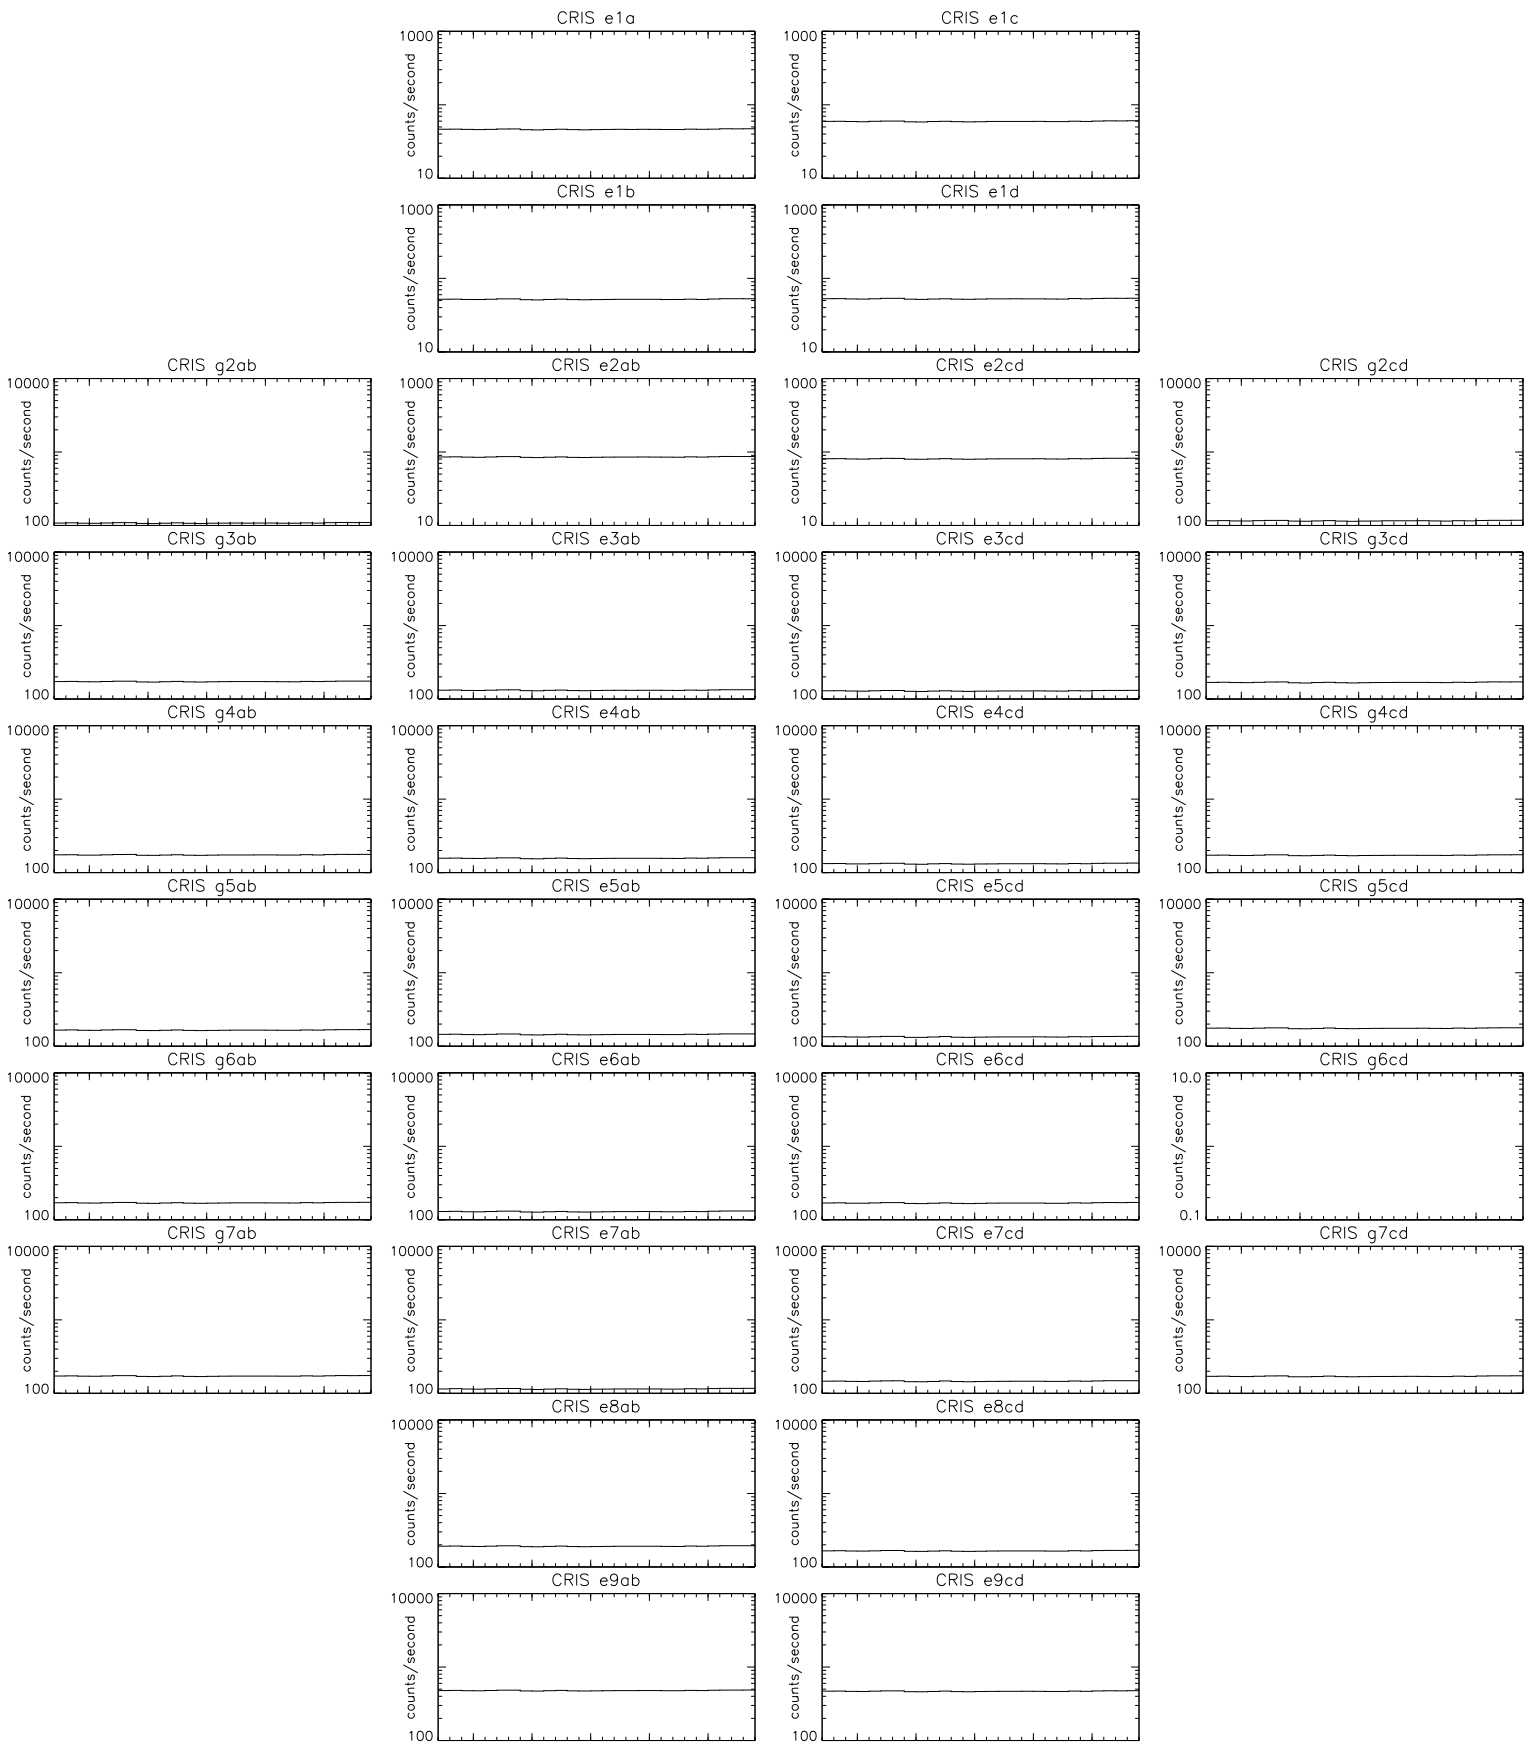 CRIS e1a
1000
counts/second
10
CRIS e1c
1000
counts/second
10
CRIS e1b
1000
counts/second
10
CRIS e1d
1000
counts/second
10
CRIS g2ab
10000
counts/second
100
CRIS e2ab
1000
counts/second
10
CRIS e2cd
1000
counts/second
10
CRIS g2cd
10000
counts/second
100
CRIS g3ab
10000
counts/second
100
CRIS e3ab
10000
counts/second
100
CRIS e3cd
10000
counts/second
100
CRIS g3cd
10000
counts/second
100
CRIS g4ab
10000
counts/second
100
CRIS e4ab
10000
counts/second
100
CRIS e4cd
10000
counts/second
100
CRIS g4cd
10000
counts/second
100
CRIS g5ab
10000
counts/second
100
CRIS e5ab
10000
counts/second
100
CRIS e5cd
10000
counts/second
100
CRIS g5cd
10000
counts/second
100
CRIS g6ab
10000
counts/second
100
CRIS e6ab
10000
counts/second
100
CRIS e6cd
10000
counts/second
100
CRIS g6cd
10.0
counts/second
0.1
CRIS g7ab
10000
counts/second
100
CRIS e7ab
10000
counts/second
100
CRIS e7cd
10000
counts/second
100
CRIS g7cd
10000
counts/second
100
CRIS e8ab
10000
counts/second
100
CRIS e8cd
10000
counts/second
100
CRIS e9ab
10000
counts/second
100
CRIS e9cd
10000
counts/second
100